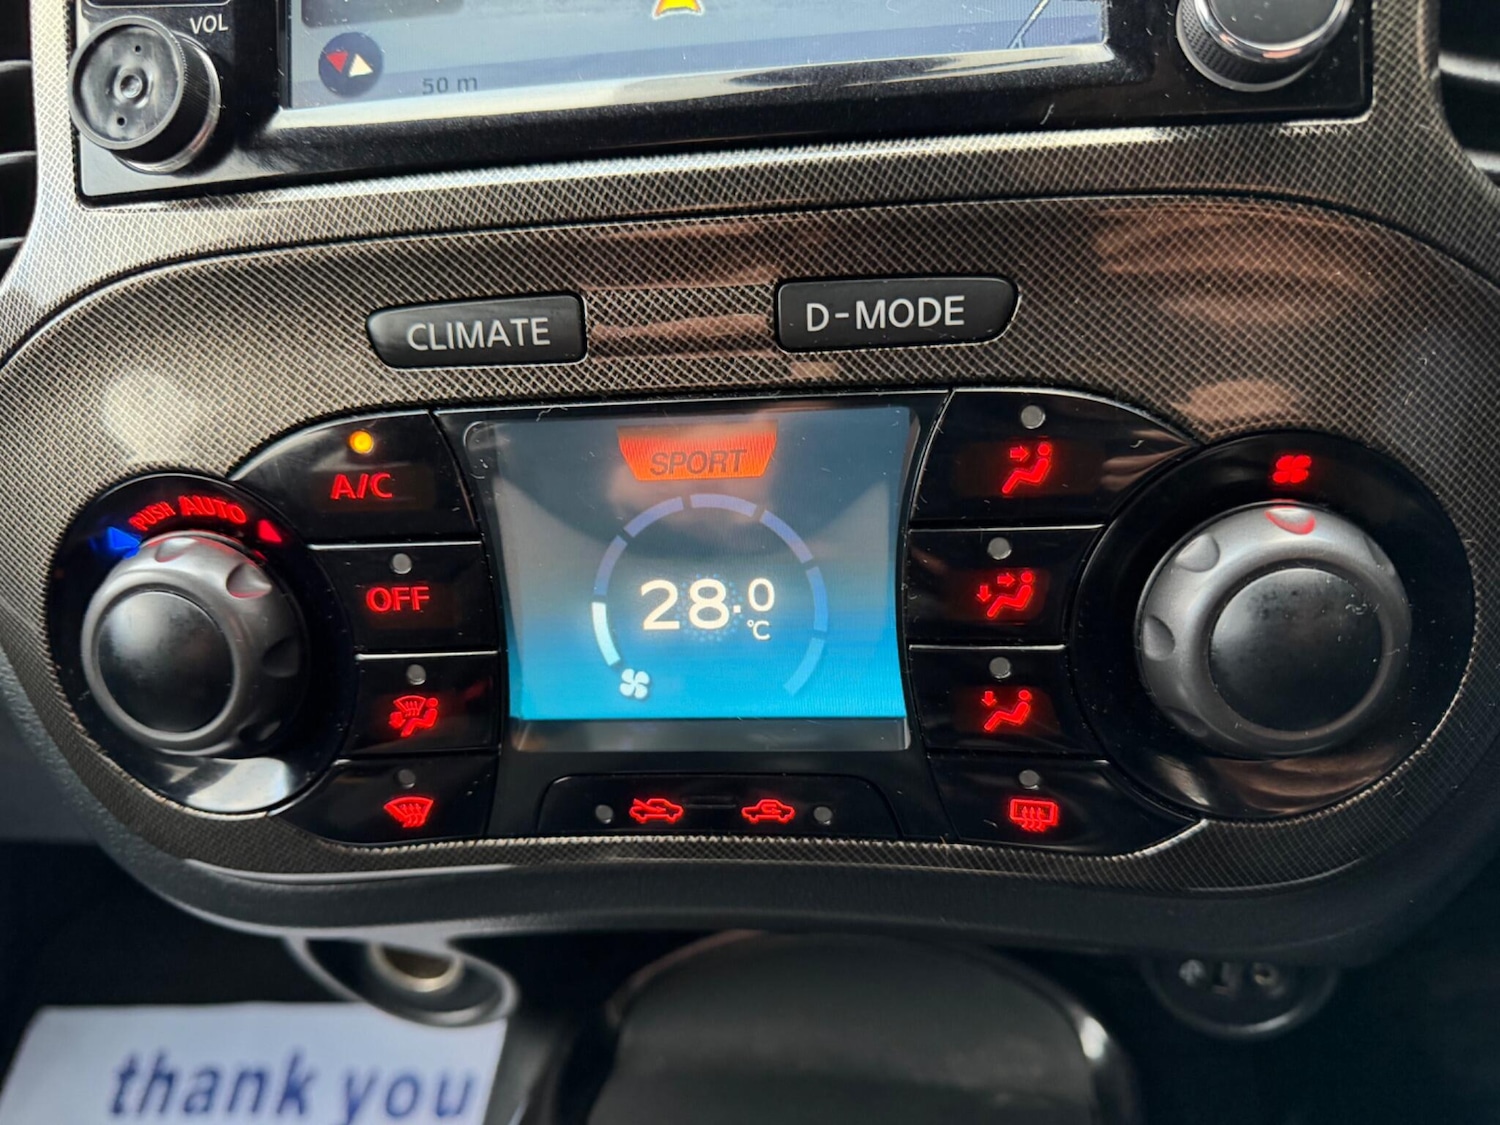 VOL
50 m
CLIMATE
D-MODE
A/C
SPORT
PUSH AUTO
OFF
28.0
°C
thank you